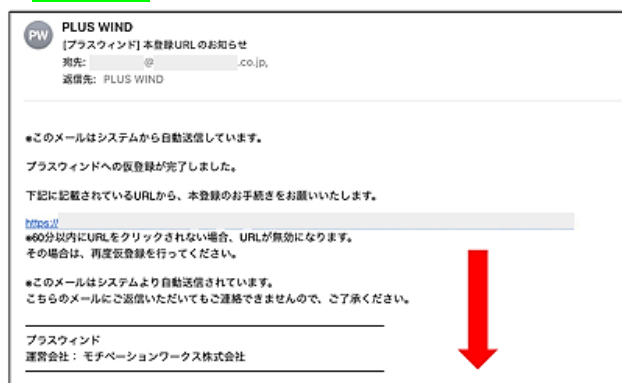 PW
PLUS WIND
[プラスウィンド] 本登録URLのお知らせ
宛先: @ .co.jp,
返信先: PLUS WIND
※このメールはシステムから自動送信しています。
プラスウィンドへの仮登録が完了しました。
下記に記載されているURLから、本登録のお手続きをお願いいたします。
https://
※60分以内にURLをクリックされない場合、URLが無効になります。
その場合は、再度仮登録を行ってください。
※このメールはシステムより自動送信されています。
こちらのメールにご返信いただいてもご連絡できませんので、ご了承ください。
プラスウィンド
運営会社： モチベーションワークス株式会社